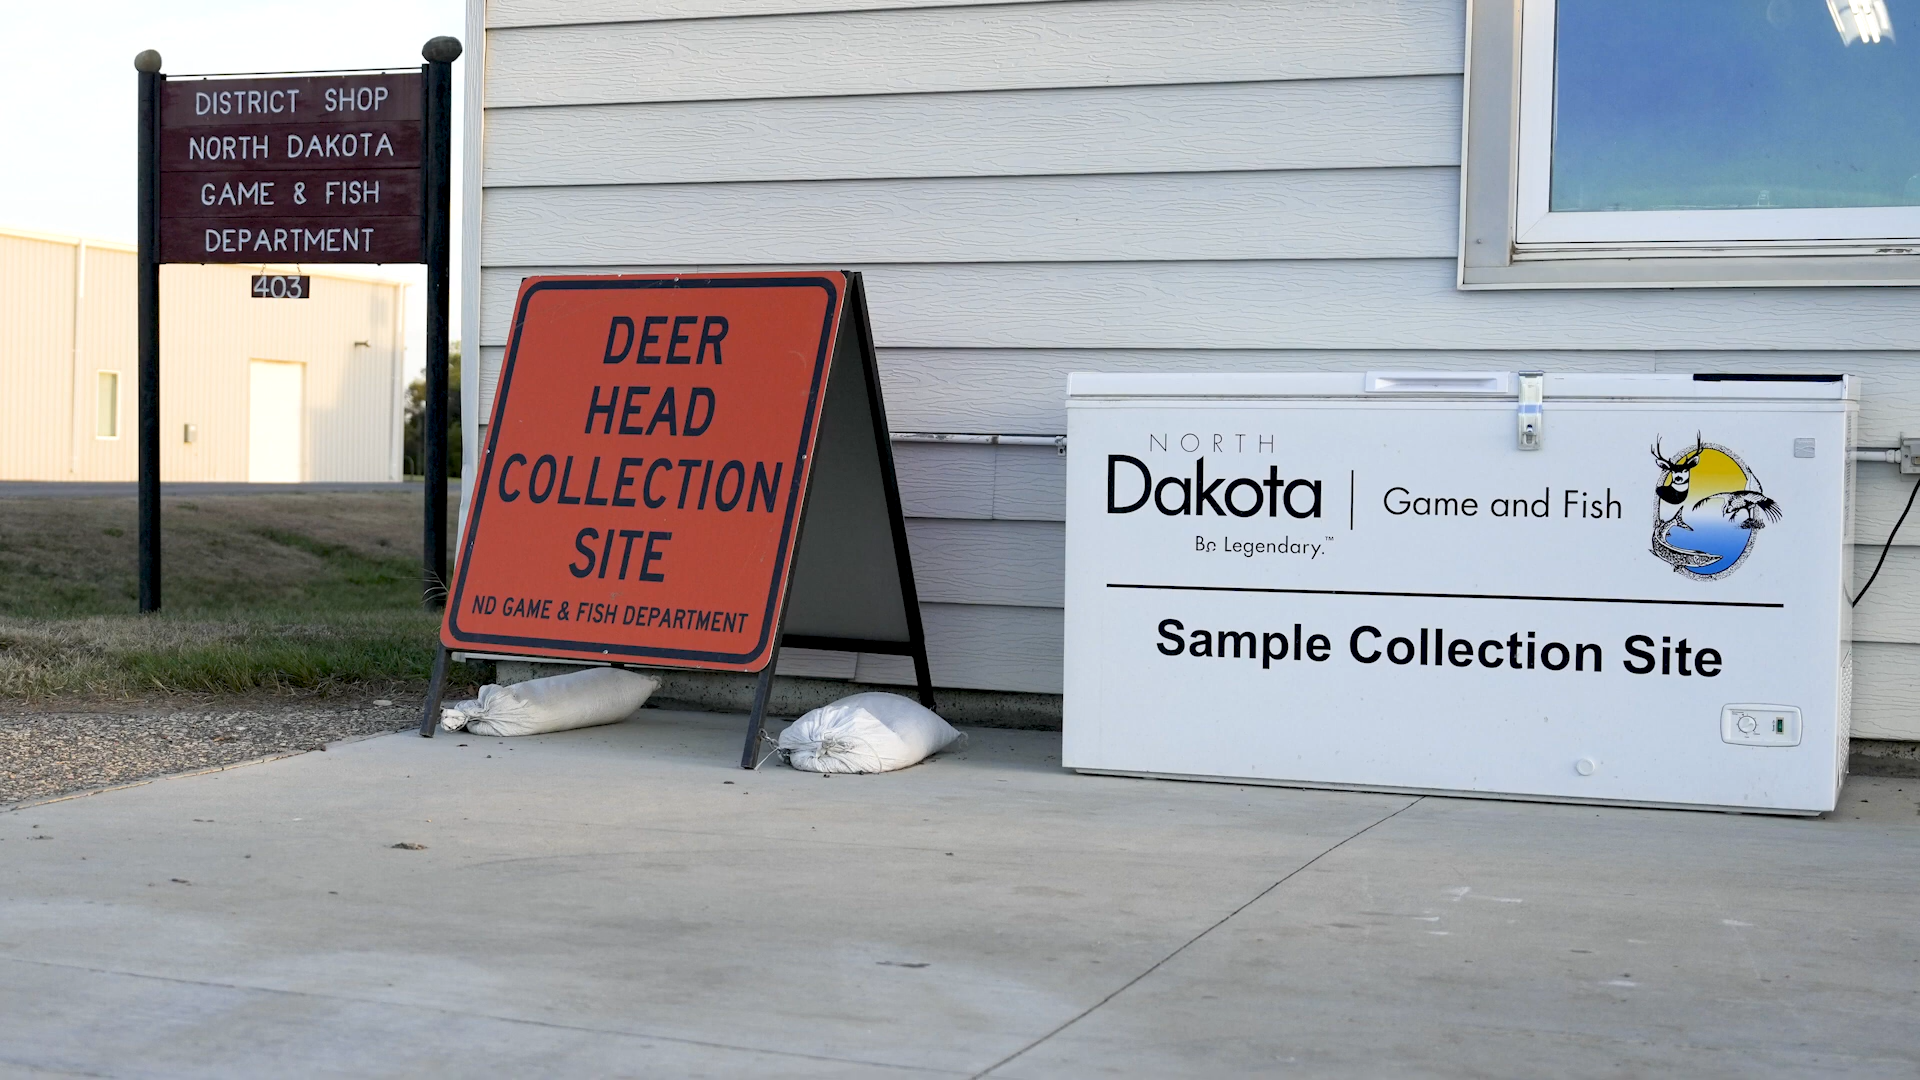 DISTRICT SHOP
NORTH DAKOTA
GAME & FISH
DEPARTMENT
403
DEER
HEAD
COLLECTION
SITE
ND GAME & FISH DEPARTMENT
NORTH
Dakota | Game and Fish
Be Legendary.™
Sample Collection Site